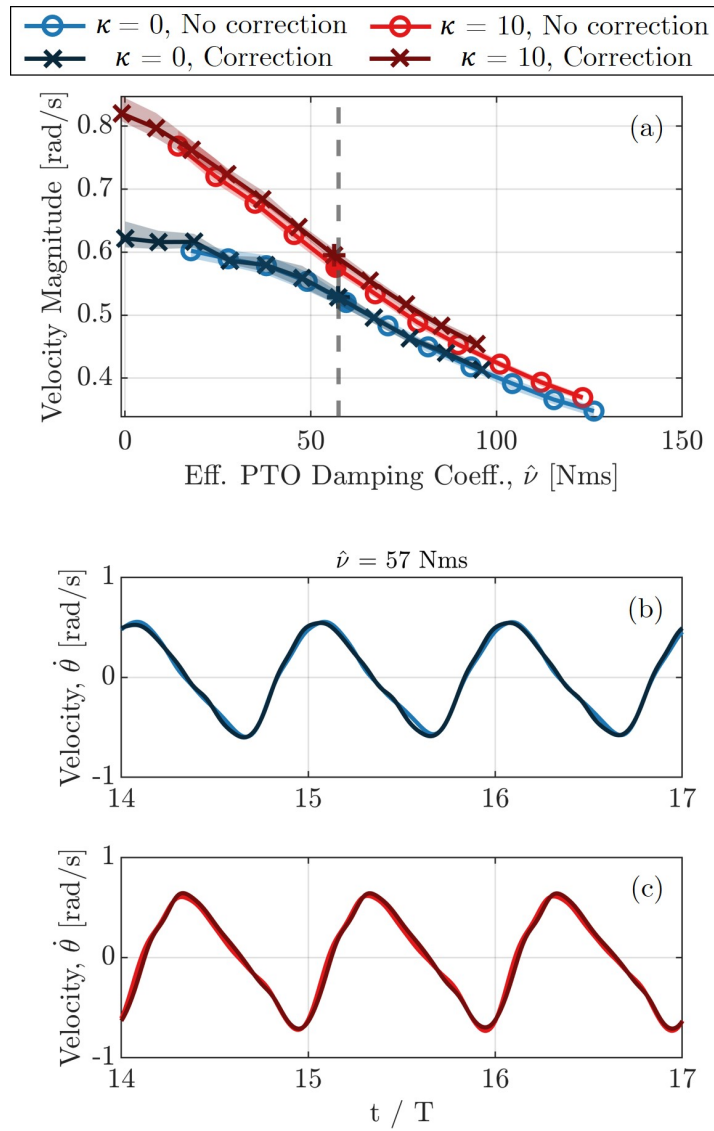 κ = 0, No correction κ = 10, No correction
κ = 0, Correction κ = 10, Correction
(a)
Velocity Magnitude [rad/s]
0.8
0.7
0.6
0.5
0.4
0 50 100 150
Eff. PTO Damping Coeff., ν̂ [Nms]
ν̂ = 57 Nms
(b)
Velocity, θ̇ [rad/s]
1
0
-1
14 15 16 17
(c)
Velocity, θ̇ [rad/s]
1
0
-1
14 15 16 17
t / T